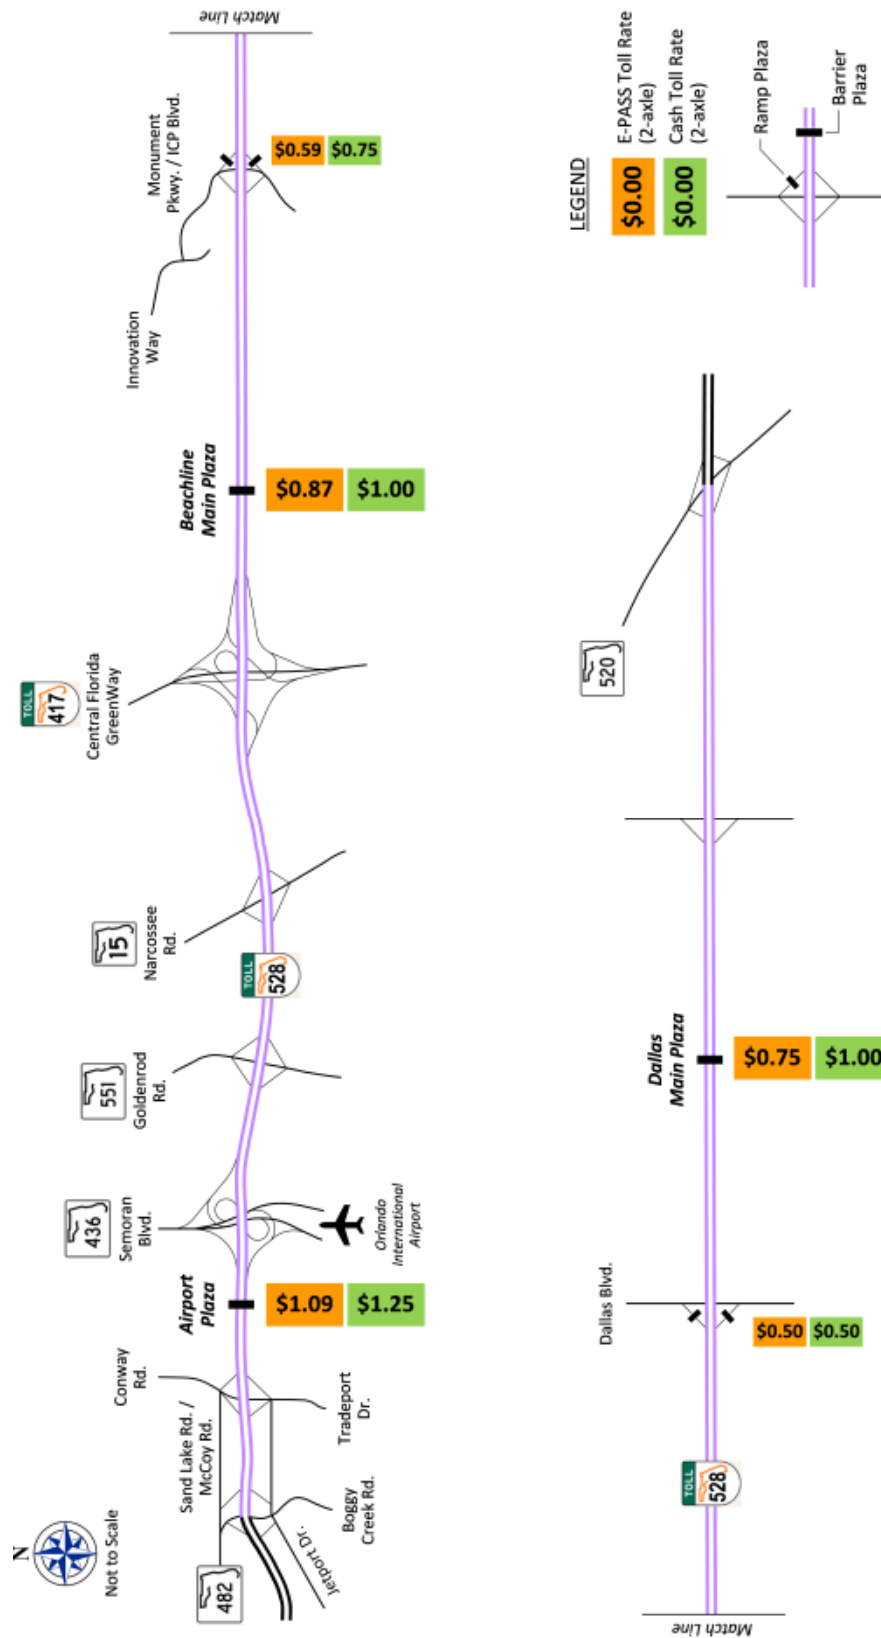 N
Not to Scale
482
Sand Lake Rd. /
McCoy Rd.
Jetport Dr.
Boggy
Creek Rd.
Conway
Rd.
Tradeport
Dr.
Airport
Plaza
$1.09
$1.25
436
Semoran
Blvd.
Orlando
International
Airport
551
Goldenrod
Rd.
TOLL
528
15
Narcossee
Rd.
TOLL
417
Central Florida
GreenWay
Beachline
Main Plaza
$0.87
$1.00
Innovation
Way
Monument
Pkwy. / ICP Blvd.
$0.59
$0.75
Match Line
Match Line
TOLL
528
Dallas Blvd.
$0.50
$0.50
Dallas
Main Plaza
$0.75
$1.00
520
LEGEND
$0.00
E-PASS Toll Rate
(2-axle)
$0.00
Cash Toll Rate
(2-axle)
Ramp Plaza
Barrier
Plaza